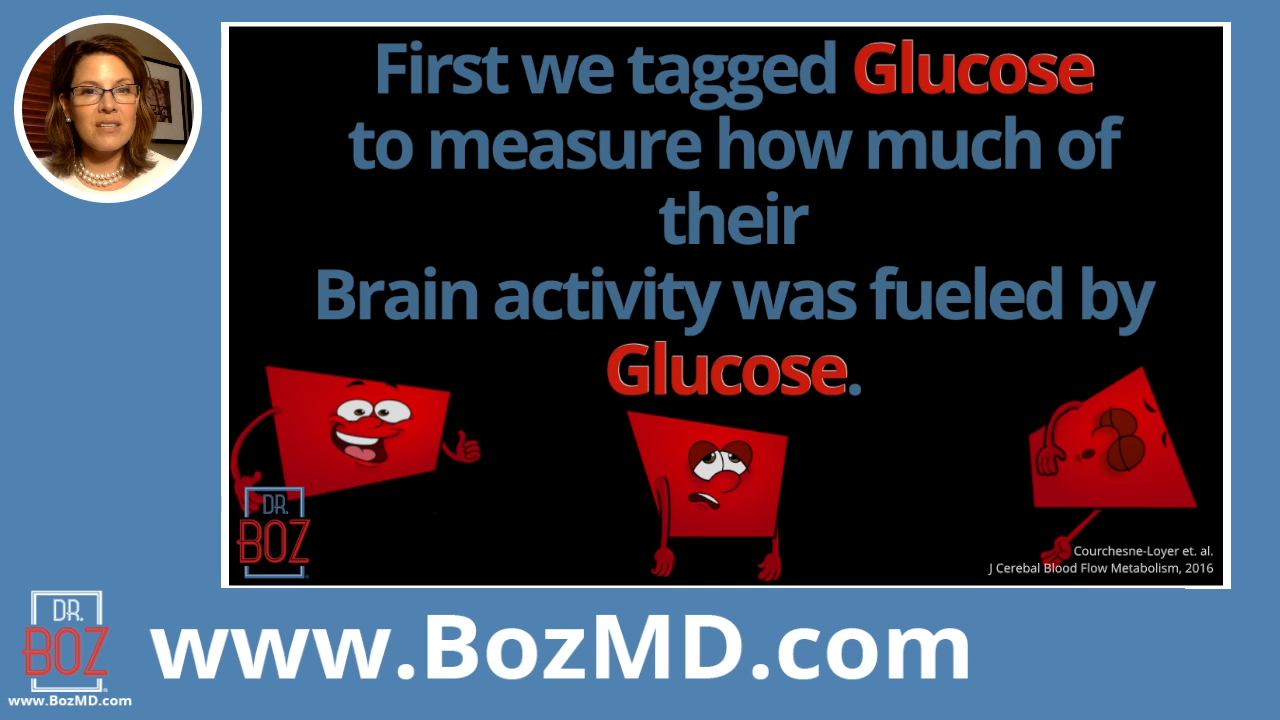 First we tagged Glucose
to measure how much of
their
Brain activity was fueled by
Glucose.
DR.
BOZ
Courchesne-Loyer et. al.
J Cerebal Blood Flow Metabolism, 2016
DR.
BOZ
www.BozMD.com
www.BozMD.com